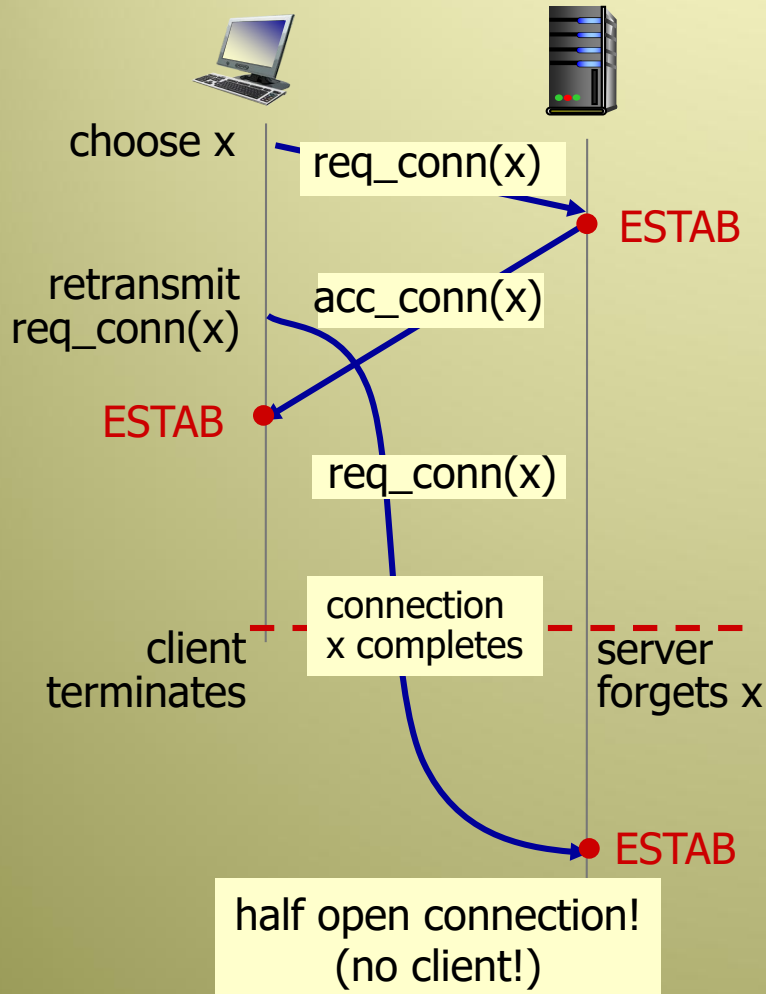 choose x
req_conn(x)
ESTAB
retransmit
req_conn(x)
acc_conn(x)
ESTAB
req_conn(x)
connection
x completes
client
terminates
server
forgets x
ESTAB
half open connection!
(no client!)